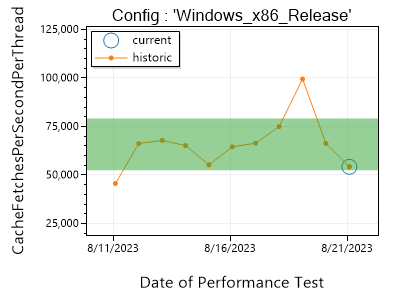 Config : 'Windows_x86_Release'
CacheFetchesPerSecondPerThread
125,000
100,000
75,000
50,000
25,000
current
historic
8/11/2023
8/16/2023
8/21/2023
Date of Performance Test